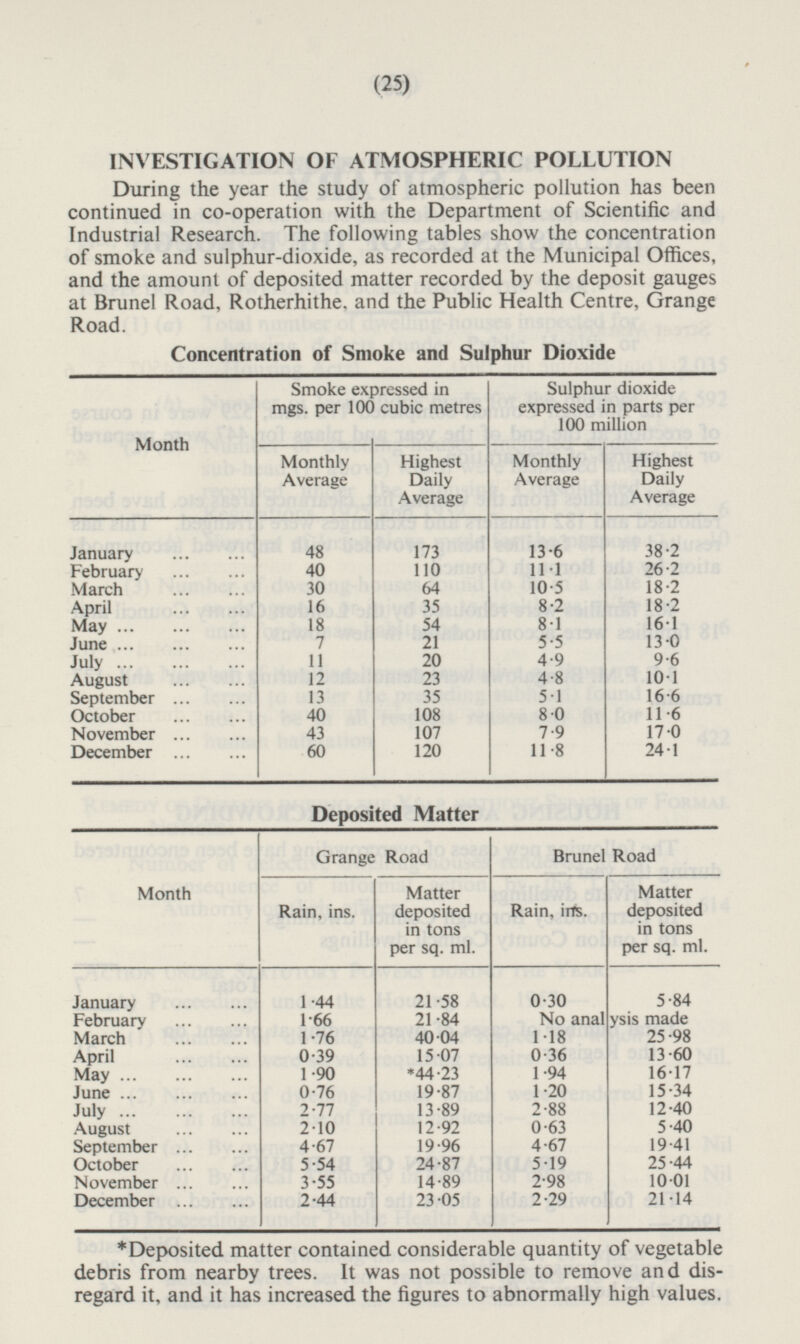 (25)
INVESTIGATION OF ATMOSPHERIC POLLUTION
During the year the study of atmospheric pollution has been
continued in co-operation with the Department of Scientific and
Industrial Research. The following tables show the concentration
of smoke and sulphur-dioxide, as recorded at the Municipal Offices,
and the amount of deposited matter recorded by the deposit gauges
at Brunel Road, Rotherhithe, and the Public Health Centre, Grange
Road.
Concentration of Smoke and Sulphur Dioxide
Month
Smoke expressed in
mgs. per 100 cubic metres
Sulphur dioxide
expressed in parts per
100 million
Monthly
Average
Highest
Daily
Average
Monthly
Average
Highest
Daily
Average
January ... ... 48 173 13·6 38·2
February ... ... 40 110 11·1 26·2
March ... ... 30 64 10·5 18·2
April ... ... 16 35 8·2 18·2
May ... ... ... 18 54 8·1 16·1
June ... ... ... 7 21 5·5 13·0
July ... ... ... 11 20 4·9 9·6
August ... ... 12 23 4·8 10·1
September ... ... 13 35 5·1 16·6
October ... ... 40 108 8·0 11·6
November ... ... 43 107 7·9 17·0
December ... ... 60 120 11·8 24·1
Deposited Matter
Month
Grange Road
Brunel Road
Rain, ins.
Matter
deposited
in tons
per sq. ml.
Rain, ins.
Matter
deposited
in tons
per sq. ml.
January ... ... 1·44 21·58 0·30 5·84
February ... ... 1·66 21·84 No analysis made
March ... ... 1·76 40·04 1·18 25·98
April ... ... 0·39 15·07 0·36 13·60
May ... ... ... 1·90 *44·23 1·94 16·17
June ... ... ... 0·76 19·87 1·20 15·34
July ... ... ... 2·77 13·89 2·88 12·40
August ... ... 2·10 12·92 0·63 5·40
September ... ... 4·67 19·96 4·67 19·41
October ... ... 5·54 24·87 5·19 25·44
November ... ... 3·55 14·89 2·98 10·01
December ... ... 2·44 23·05 2·29 21·14
*Deposited matter contained considerable quantity of vegetable
debris from nearby trees. It was not possible to remove and dis-
regard it, and it has increased the figures to abnormally high values.